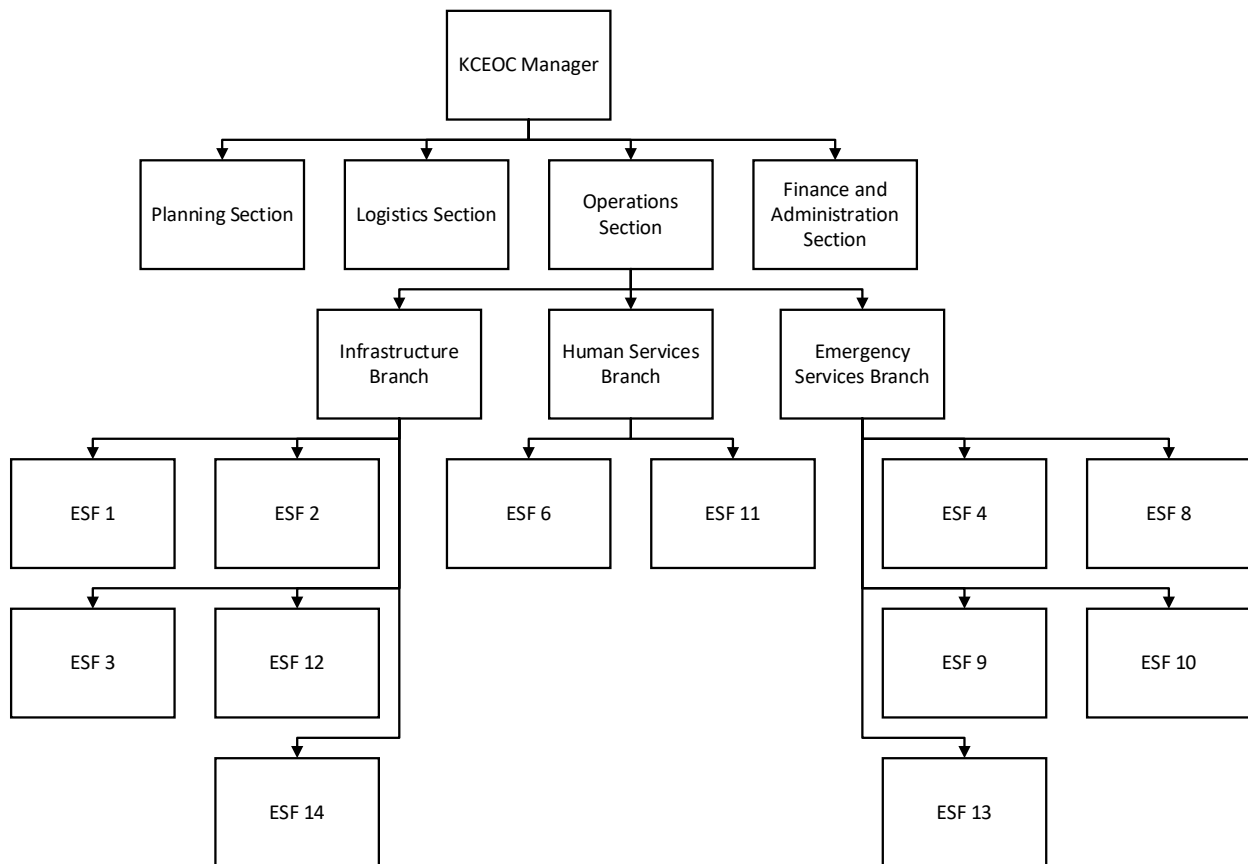 KCEOC Manager
Planning Section
Logistics Section
Operations
Section
Finance and
Administration
Section
Infrastructure
Branch
Human Services
Branch
Emergency
Services Branch
ESF 1
ESF 2
ESF 6
ESF 11
ESF 4
ESF 8
ESF 3
ESF 12
ESF 9
ESF 10
ESF 14
ESF 13